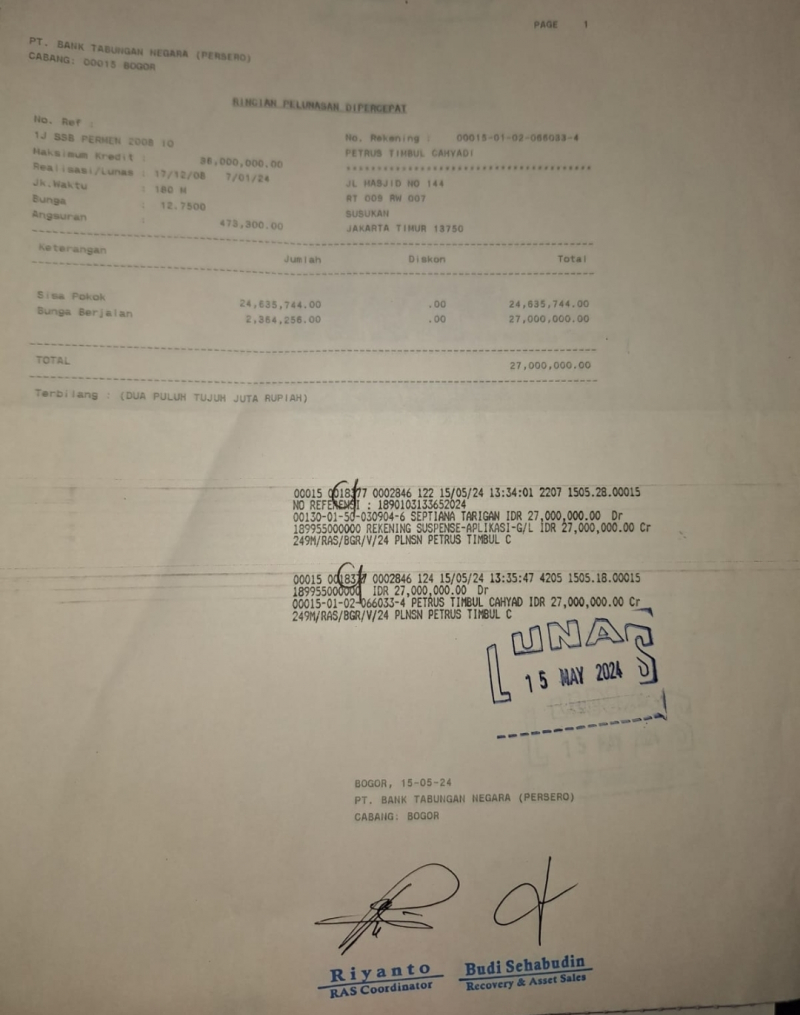 PAGE 1
PT. BANK TABUNGAN NEGARA (PERSERO)
CABANG: 00015 BOGOR
RINCIAN PELUNASAN DIPERCEPAT
No. Ref :
1J SSB PERMEN 2008 10
Maksimum Kredit : 38,000,000.00
Realisasi/Lunas : 17/12/08 7/01/24
Jk.Waktu : 180 M
Bunga : 12.7500
Angsuran : 473,300.00
No. Rekening : 00015-01-02-066033-4
PETRUS TIMBUL CAHYADI
JL MASJID NO 144
RT 009 RW 007
SUSUKAN
JAKARTA TIMUR 13750
Keterangan Jumlah Diskon Total
Sisa Pokok 24,635,744.00 .00 24,635,744.00
Bunga Berjalan 2,364,256.00 .00 27,000,000.00
TOTAL 27,000,000.00
Terbilang : (DUA PULUH TUJUH JUTA RUPIAH)
00015 0018377 0002846 122 15/05/24 13:34:01 2207 1505.28.00015
NO REFERENSI : 1890103133652024
00130-01-50-030904-6 SEPTIANA TARIGAN IDR 27,000,000.00 Dr
189955000000 REKENING SUSPENSE-APLIKASI-G/L IDR 27,000,000.00 Cr
249M/RAS/BGR/V/24 PLNSN PETRUS TIMBUL C
00015 0018377 0002846 124 15/05/24 13:35:47 4205 1505.18.00015
189955000000 IDR 27,000,000.00 Dr
00015-01-02-066033-4 PETRUS TIMBUL CAHYAD IDR 27,000,000.00 Cr
249M/RAS/BGR/V/24 PLNSN PETRUS TIMBUL C
LUNAS
15 MAY 2024
BOGOR, 15-05-24
PT. BANK TABUNGAN NEGARA (PERSERO)
CABANG: BOGOR
Riyanto
RAS Coordinator
Budi Sehabudin
Recovery & Asset Sales